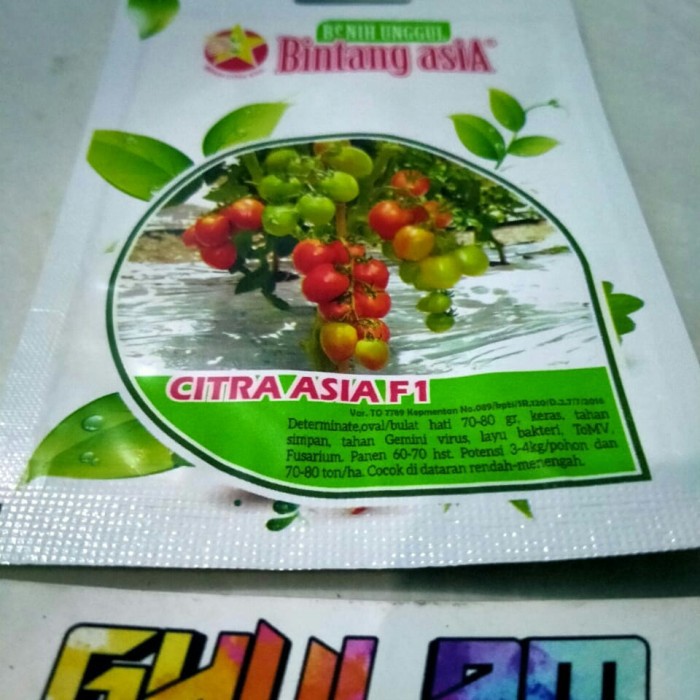 BENIH UNGGUL
Bintang asiA®
CITRA ASIA F1
Var. TO 7789 Kepmentan No.089/kpts/SR.120/D.2.7/7/2016
Determinate,oval/bulat hati 70-80 gr, keras, tahan
simpan, tahan Gemini virus, layu bakteri, ToMV,
Fusarium. Panen 60-70 hst. Potensi 3-4kg/pohon dan
70-80 ton/ha. Cocok di dataran rendah-menengah.